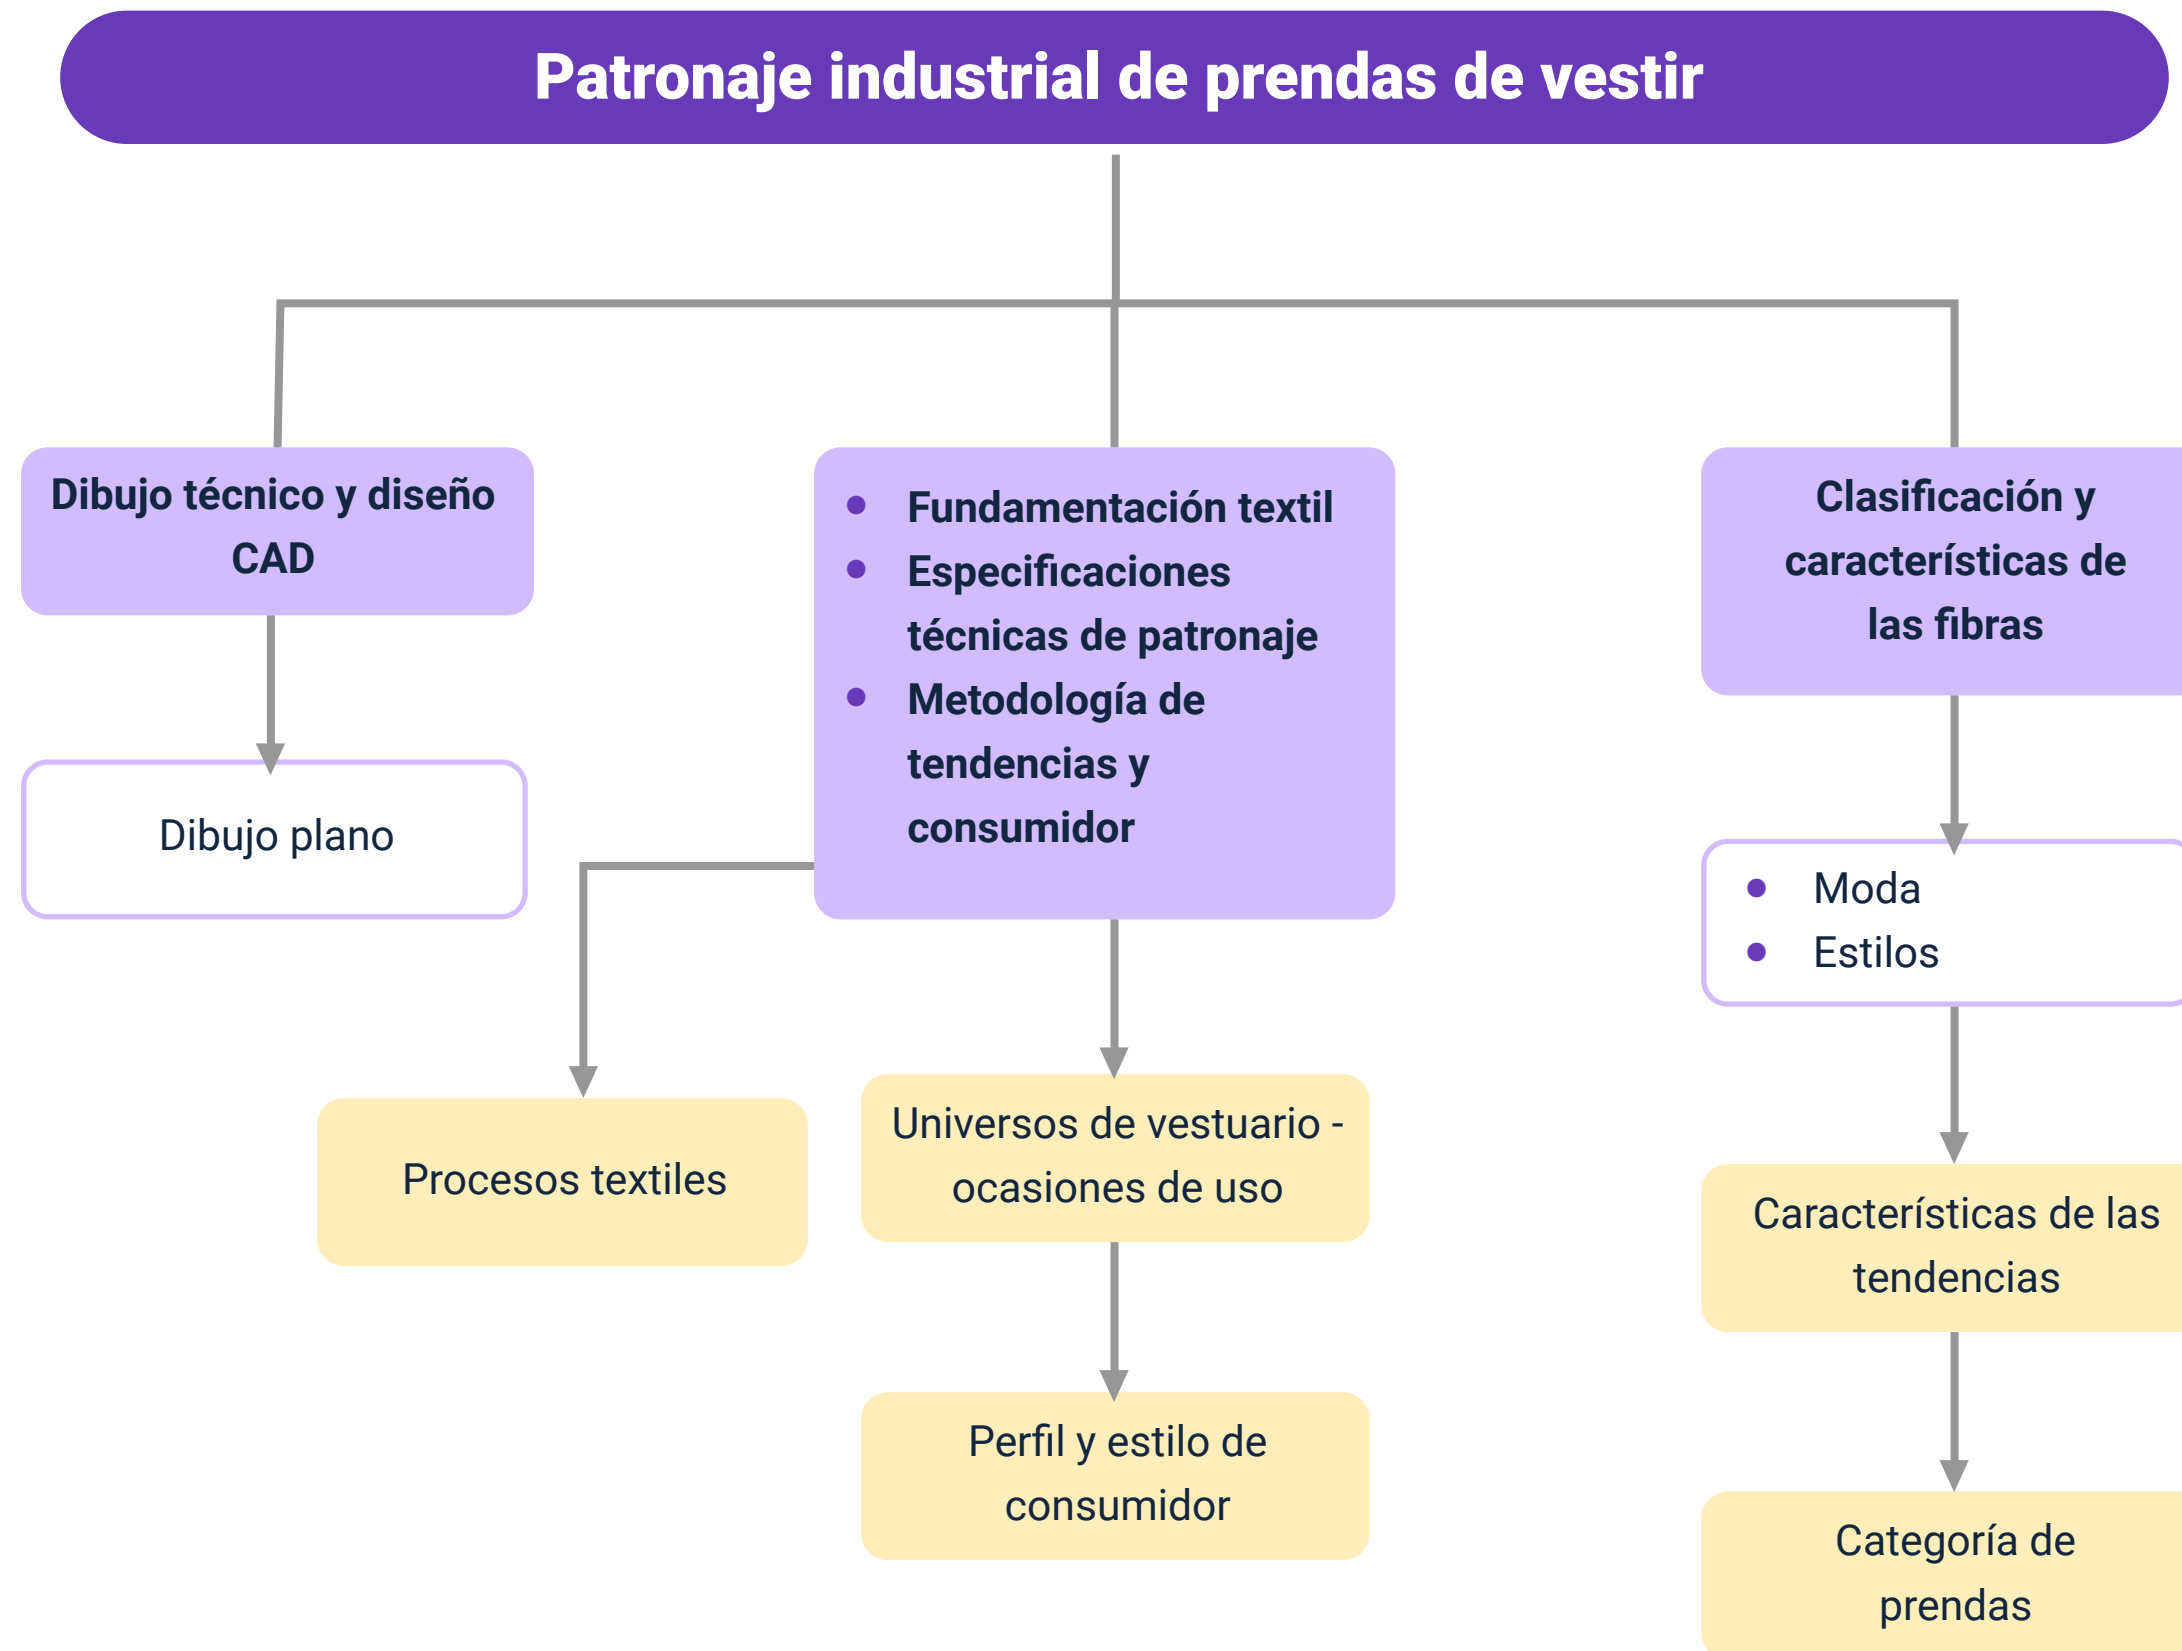 Patronaje industrial de prendas de vestir
Dibujo técnico y diseño
CAD
Dibujo plano
• Fundamentación textil
• Especificaciones
técnicas de patronaje
• Metodología de
tendencias y
consumidor
Procesos textiles
Universos de vestuario -
ocasiones de uso
Perfil y estilo de
consumidor
Clasificación y
características de
las fibras
• Moda
• Estilos
Características de las
tendencias
Categoría de
prendas